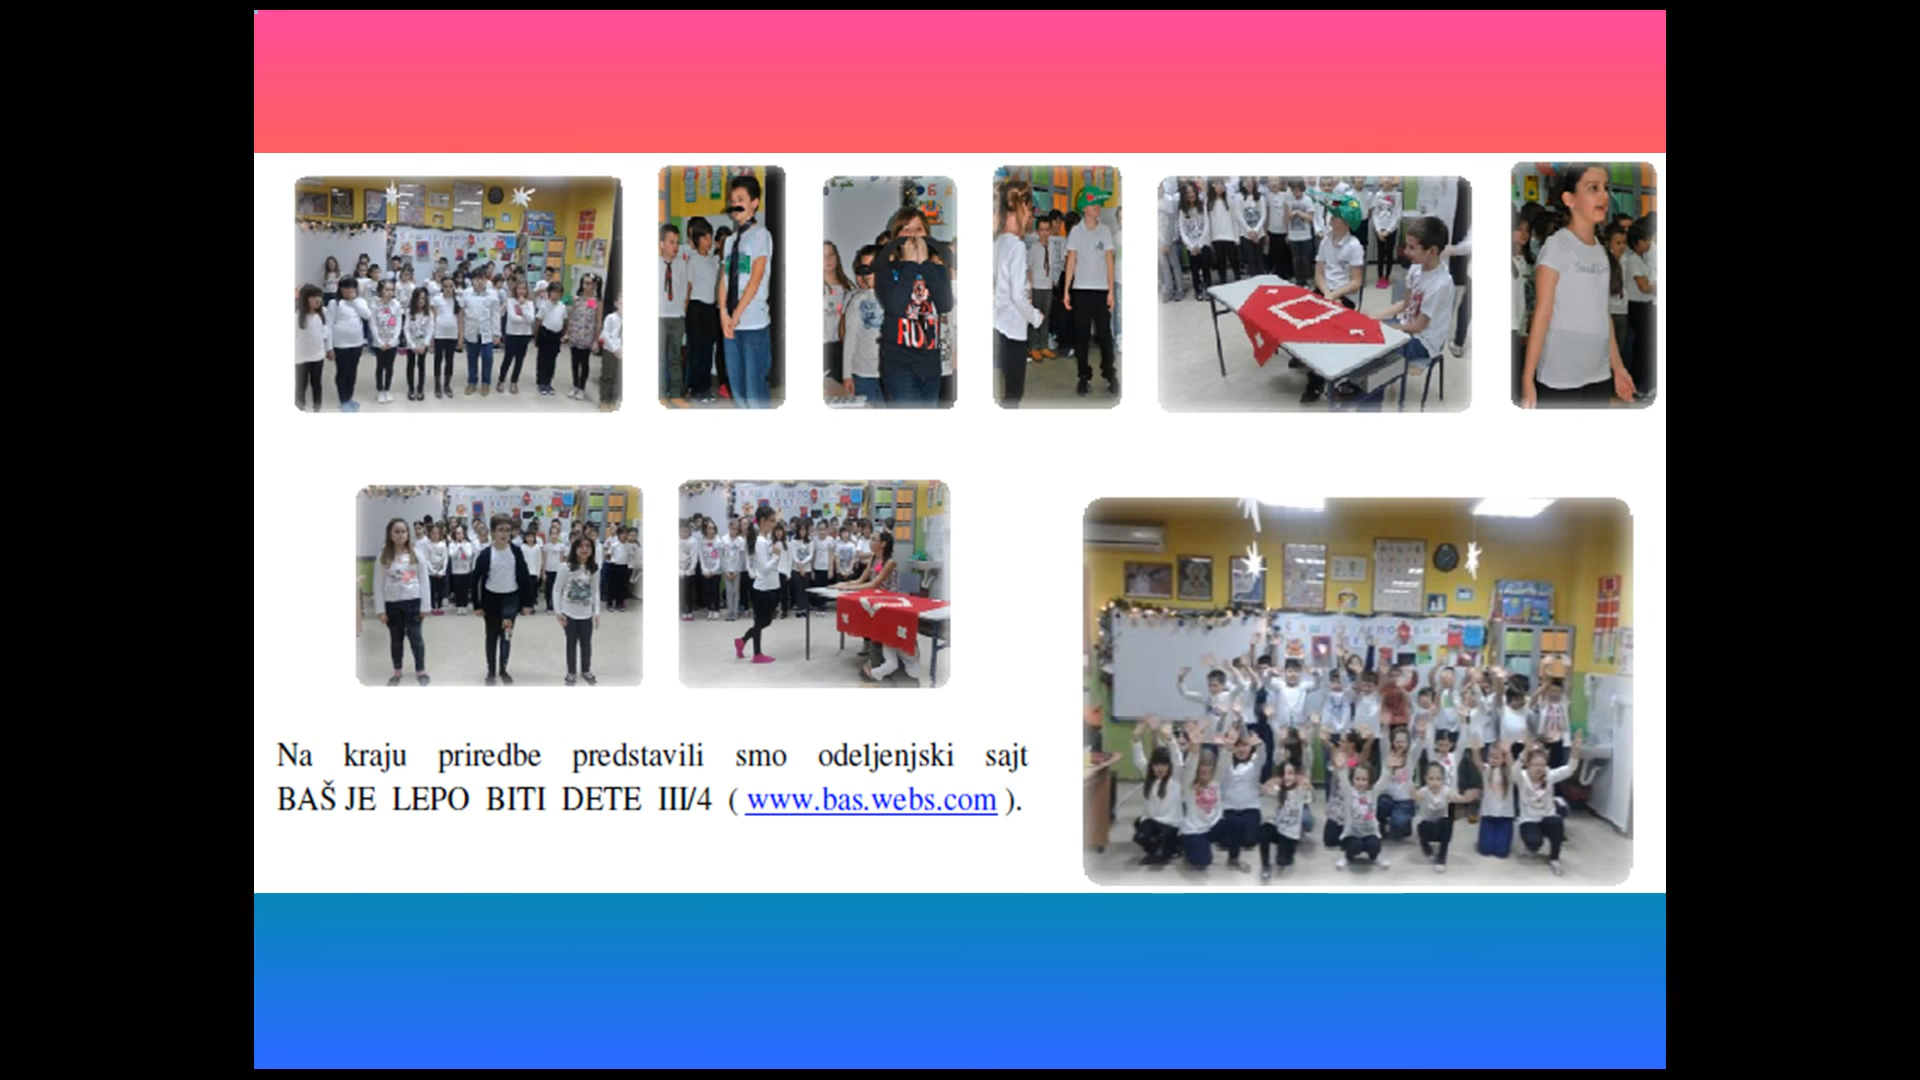 Na kraju priredbe predstavili smo odeljenjski sajt
BAŠ JE LEPO BITI DETE III/4 ( www.bas.webs.com ).